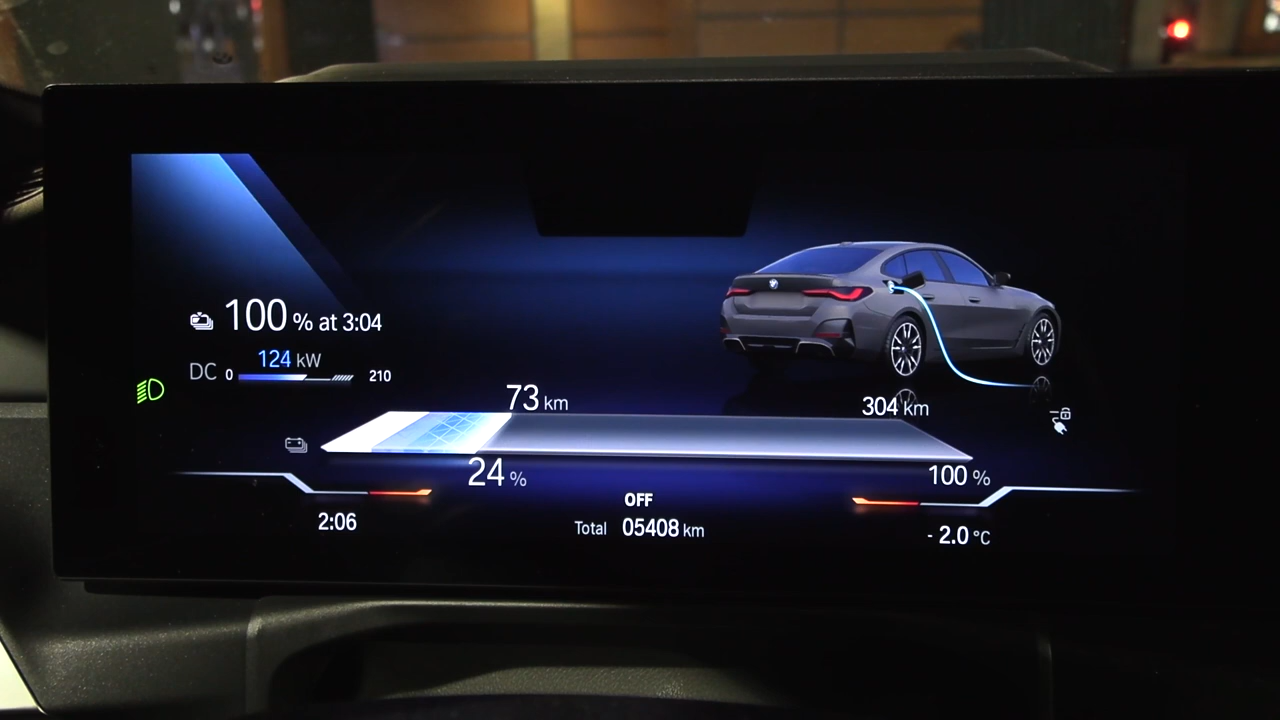 100 % at 3:04
124 kW
DC 0 210
73 km
304 km
24 %
100 %
OFF
2:06
Total 05408 km
- 2.0 °C